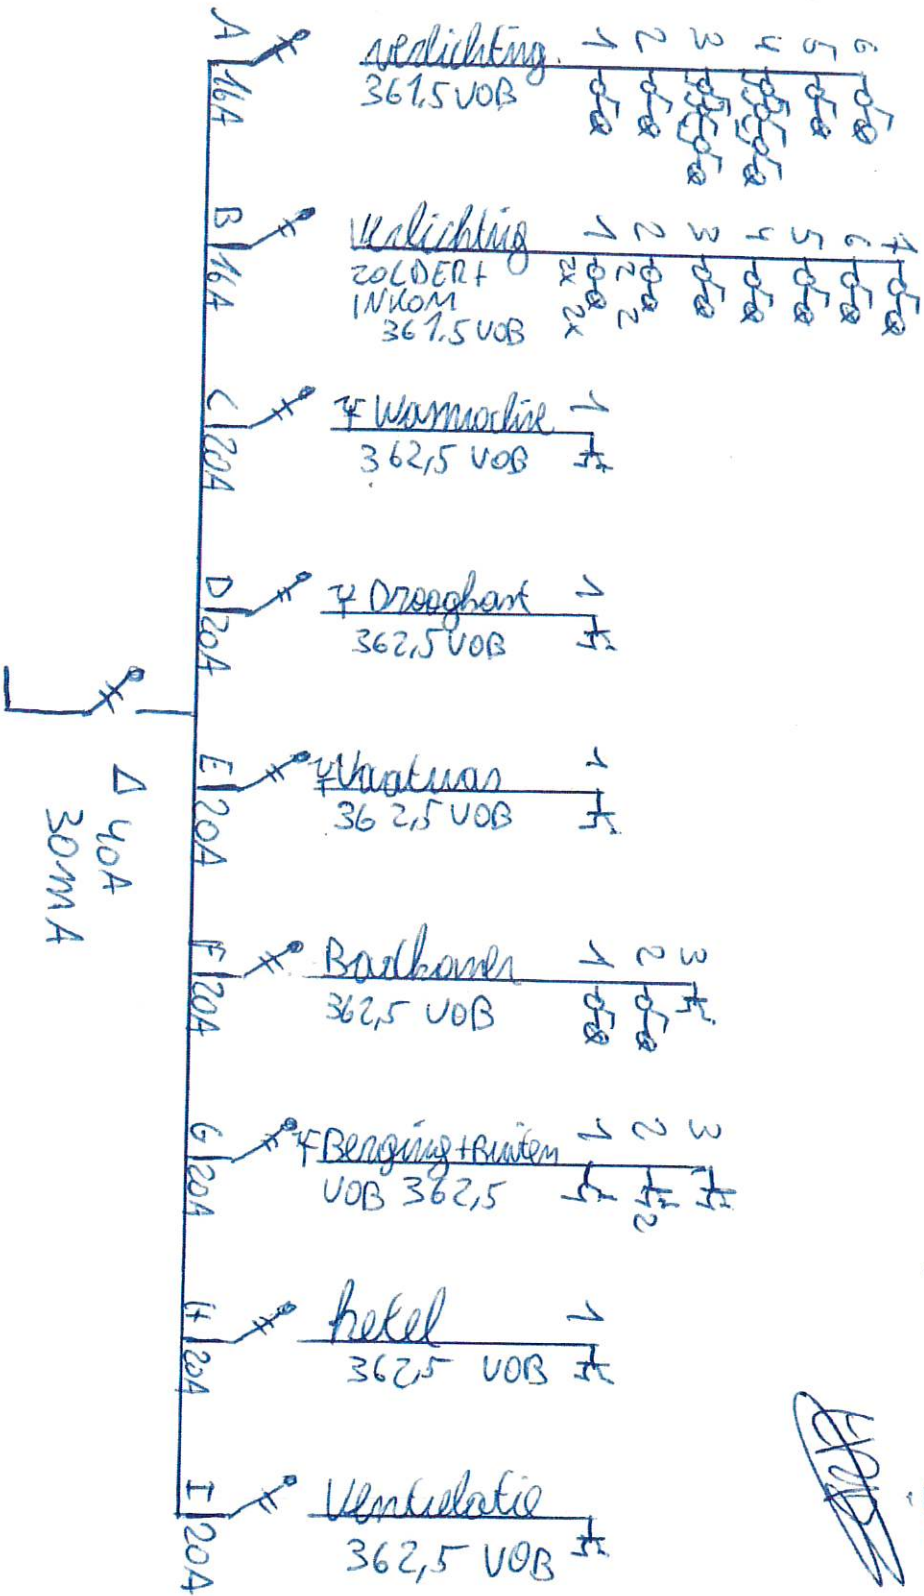 A
16A
verlichting
361,5 VOB
1 2 3 4 5 6
B
16A
verlichting
ZOLDER +
INKOM
361.5 VOB
1 2 3 4 5 6 7
2x 2x
2 2
C
20A
Wasmachine
362,5 VOB
1
D
20A
Droogkast
362,5 VOB
1
Δ 40A
30mA
E
20A
Vaatwas
362,5 VOB
1
F
20A
Badkamer
362,5 VOB
1 2 3
G
20A
Berging + Buiten
VOB 362,5
1 2 3
2
H
20A
ketel
362,5 VOB
1
I
20A
Ventilatie
362,5 VOB